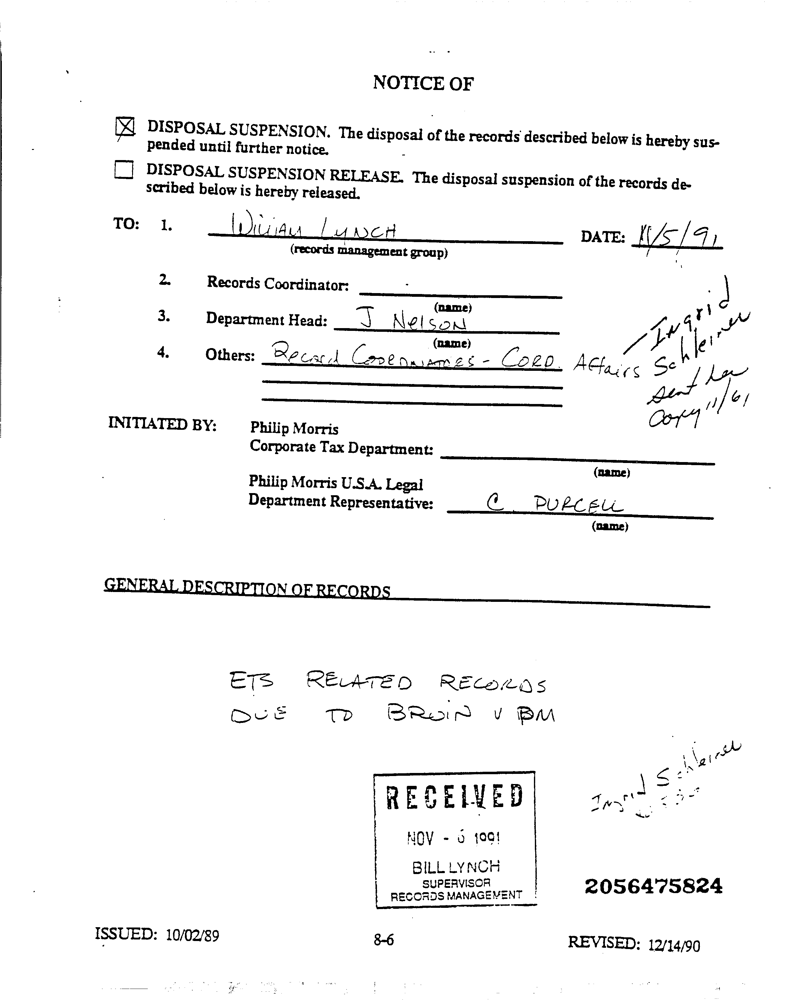 NOTICE OF
DISPOSAL SUSPENSION. The disposal of the records described below is hereby sus-
pended until further notice.
DISPOSAL SUSPENSION RELEASE. The disposal suspension of the records de-
scribed below is hereby released.
TO: 1. William Lynch DATE: 11/5/91
(records management group)
2. Records Coordinator:
(name)
3. Department Head: J Nelson
(name)
4. Others: Record - Corp. Affairs
Ingrid
Schleiner
sent her
copy 11/6/
INITIATED BY: Philip Morris
Corporate Tax Department:
(name)
Philip Morris U.S.A. Legal
Department Representative: C PURCELL
(name)
GENERAL DESCRIPTION OF RECORDS
ETS RELATED RECORDS
DUE TO BROIN V PM
Ingrid Schleiner
RECEIVED
NOV - 6 1991
BILL LYNCH
SUPERVISOR
RECORDS MANAGEMENT
2056475824
ISSUED: 10/02/89 8-6 REVISED: 12/14/90